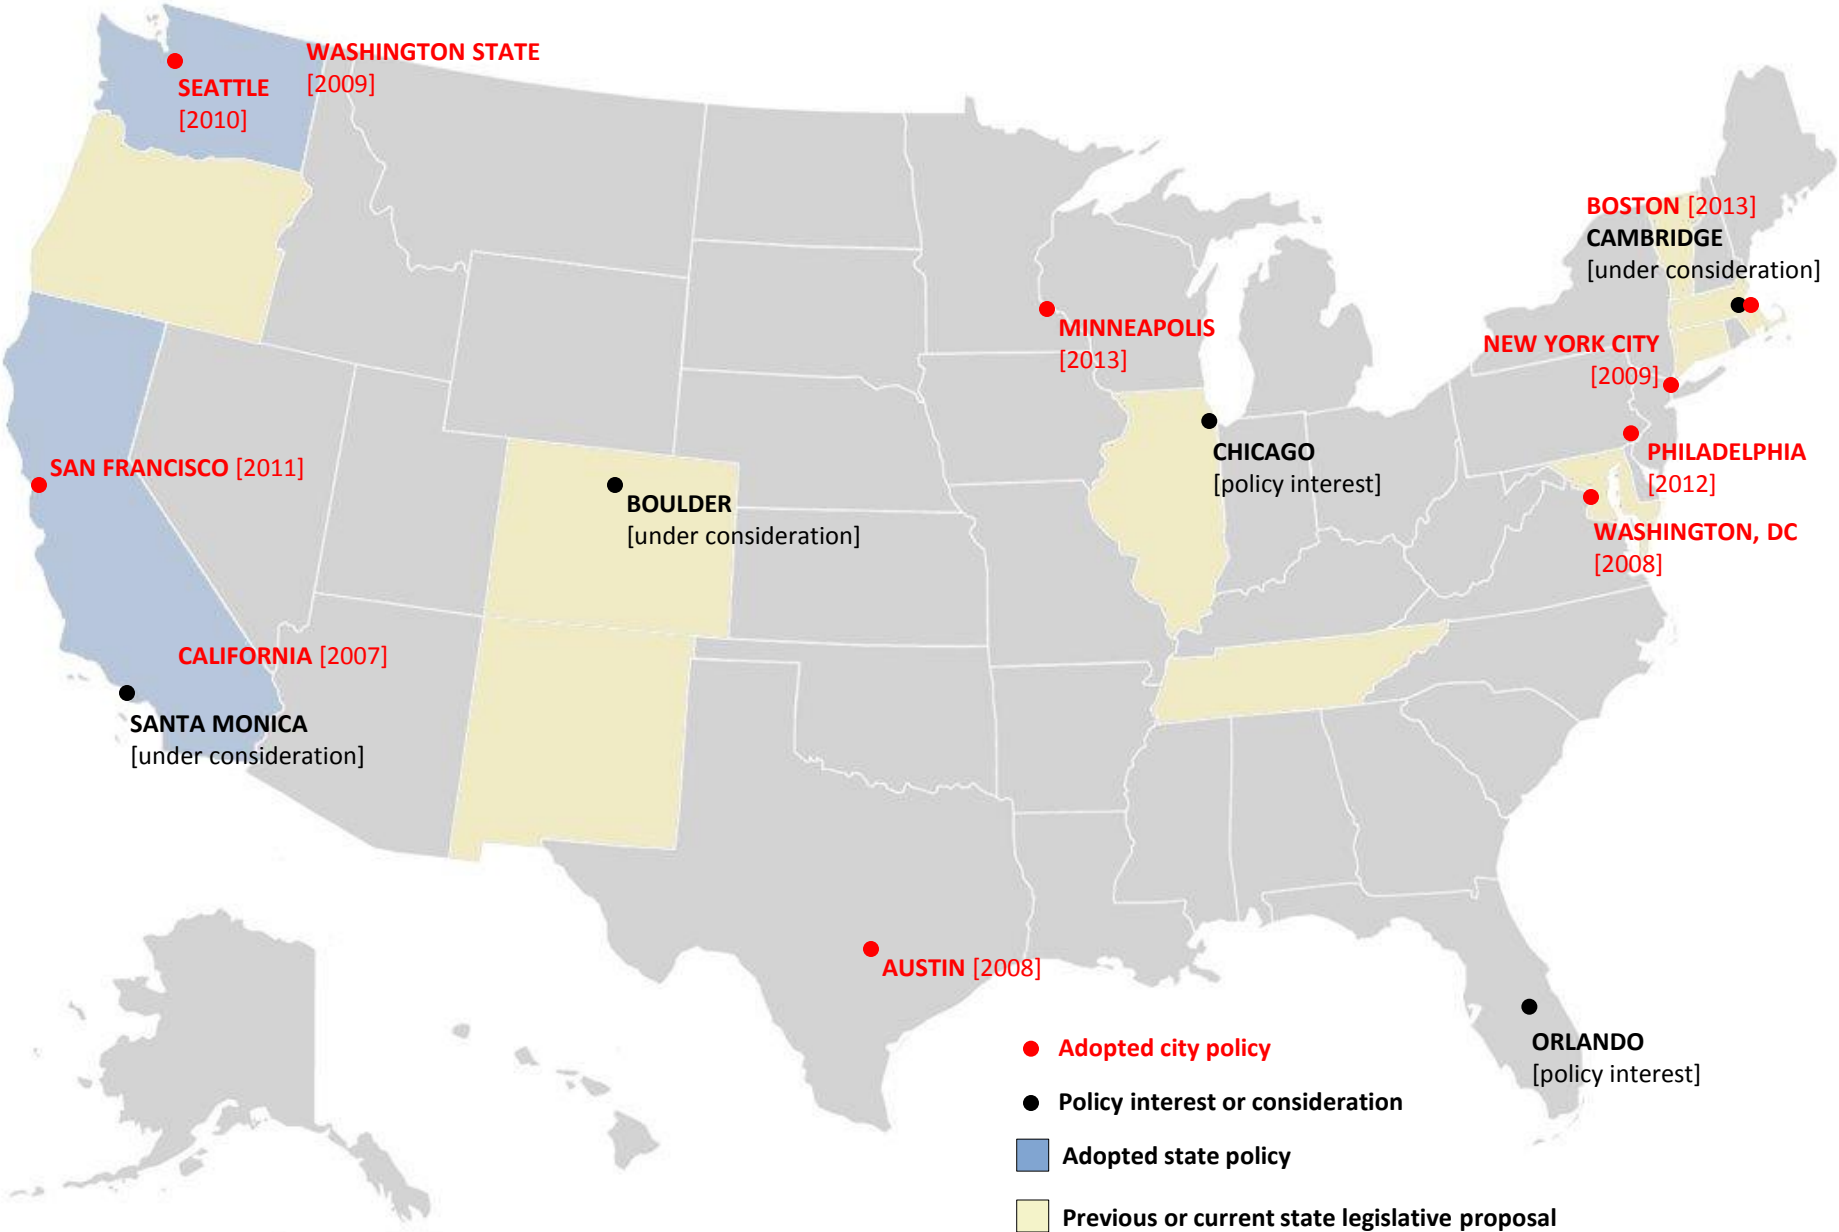 WASHINGTON STATE
[2009]
SEATTLE
[2010]
BOSTON [2013]
CAMBRIDGE
[under consideration]
MINNEAPOLIS
[2013]
NEW YORK CITY
[2009]
CHICAGO
[policy interest]
PHILADELPHIA
[2012]
SAN FRANCISCO [2011]
BOULDER
[under consideration]
WASHINGTON, DC
[2008]
CALIFORNIA [2007]
SANTA MONICA
[under consideration]
AUSTIN [2008]
ORLANDO
[policy interest]
Adopted city policy
Policy interest or consideration
Adopted state policy
Previous or current state legislative proposal